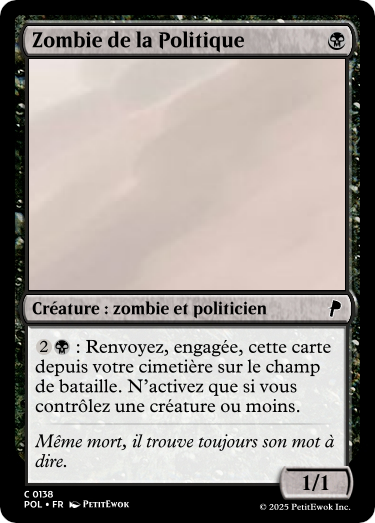 Zombie de la Politique
Créature : zombie et politicien
2 : Renvoyez, engagée, cette carte
depuis votre cimetière sur le champ
de bataille. N'activez que si vous
contrôlez une créature ou moins.
Même mort, il trouve toujours son mot à
dire.
1/1
C 0138
POL • FR PetitEwok
© 2025 PetitEwok Inc.